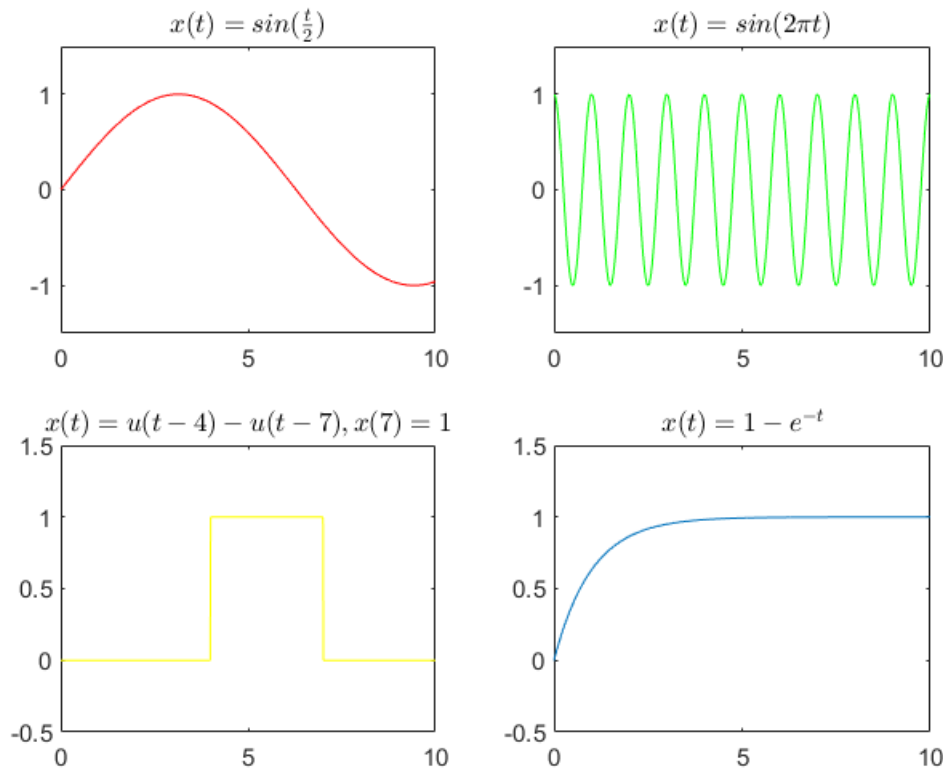 x(t) = sin(\frac{t}{2})
1
0
-1
0 5 10
x(t) = sin(2πt)
1
0
-1
0 5 10
x(t) = u(t − 4) − u(t − 7), x(7) = 1
1.5
1
0.5
0
-0.5
0 5 10
x(t) = 1 − e^{−t}
1.5
1
0.5
0
-0.5
0 5 10